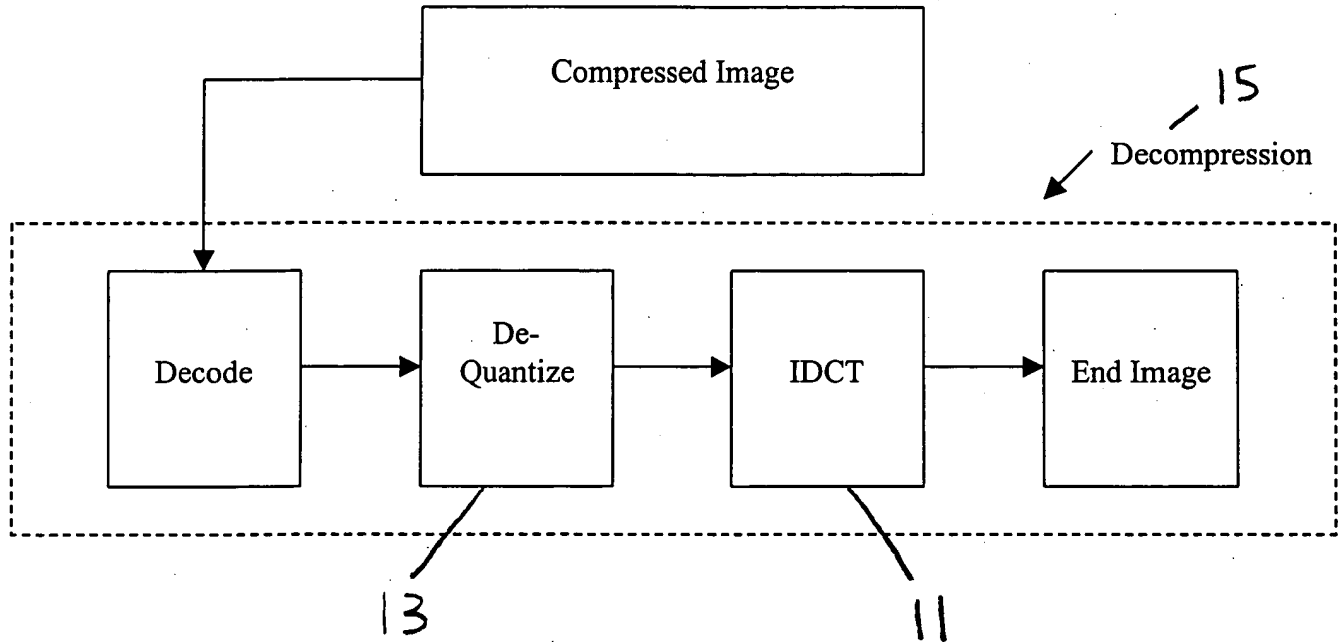 Compressed Image
15
Decompression
Decode
De-
Quantize
IDCT
End Image
13
11